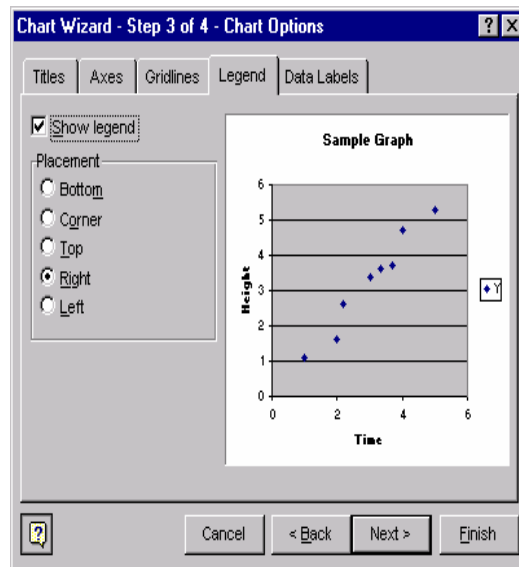 Chart Wizard - Step 3 of 4 - Chart Options
Titles Axes Gridlines Legend Data Labels
Show legend
Placement
Bottom
Corner
Top
Right
Left
Sample Graph
6
5
4
3
2
1
0
Height
Y
0 2 4 6
Time
Cancel < Back Next > Finish